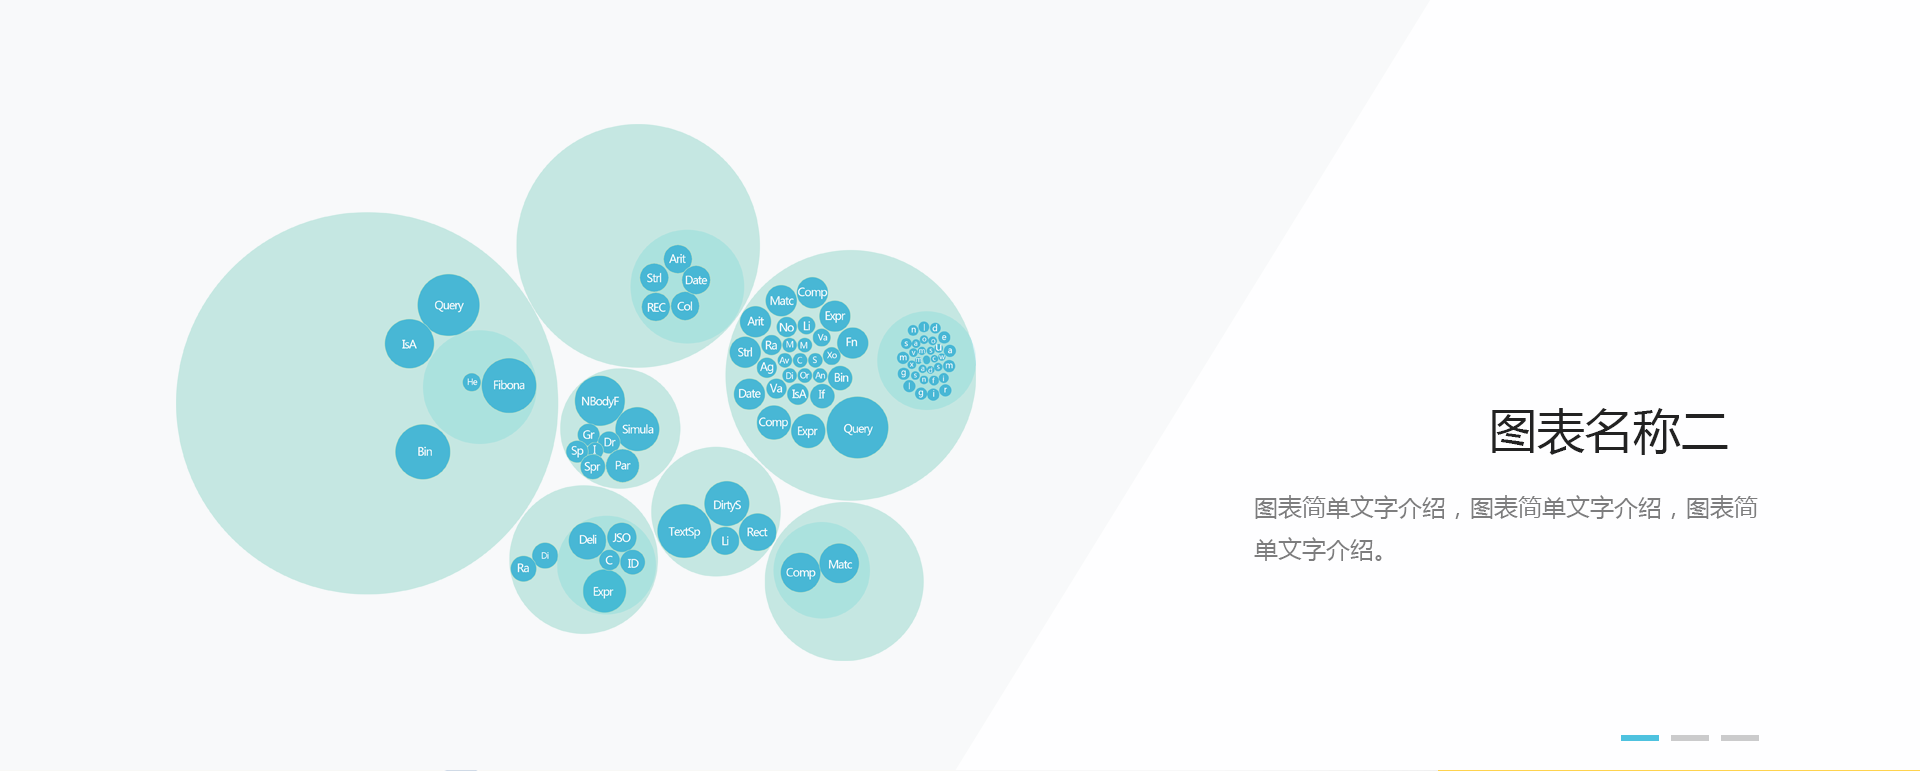 Arit
Strl
Date
REC
Col
Query
IsA
He
Fibona
Bin
Comp
Matc
Expr
Arit
No
Li
Va
Fn
Strl
Ra
M
M
Xo
Ag
Av
C
S
Di
Or
An
Bin
Date
Va
IsA
If
Comp
Expr
Query
n
l
d
e
s
a
o
o
U
a
m
m
g
l
g
i
r
NBodyF
Simula
Gr
Dr
Sp
I
Spr
Par
DirtyS
TextSp
Li
Rect
Deli
JSO
Di
Ra
C
ID
Expr
Comp
Matc
图表名称二
图表简单文字介绍，图表简单文字介绍，图表简
单文字介绍。